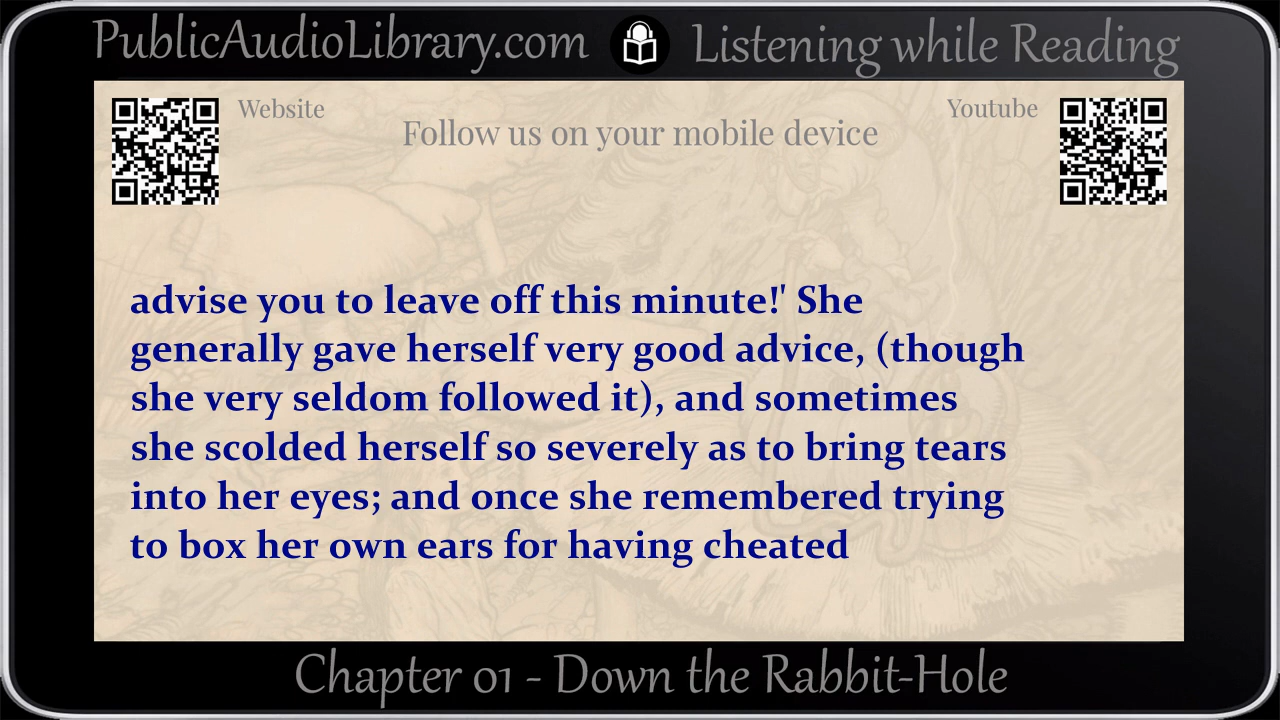 PublicAudioLibrary.com Listening while Reading
Website
Youtube
Follow us on your mobile device
advise you to leave off this minute!' She
generally gave herself very good advice, (though
she very seldom followed it), and sometimes
she scolded herself so severely as to bring tears
into her eyes; and once she remembered trying
to box her own ears for having cheated
Chapter 01 - Down the Rabbit-Hole